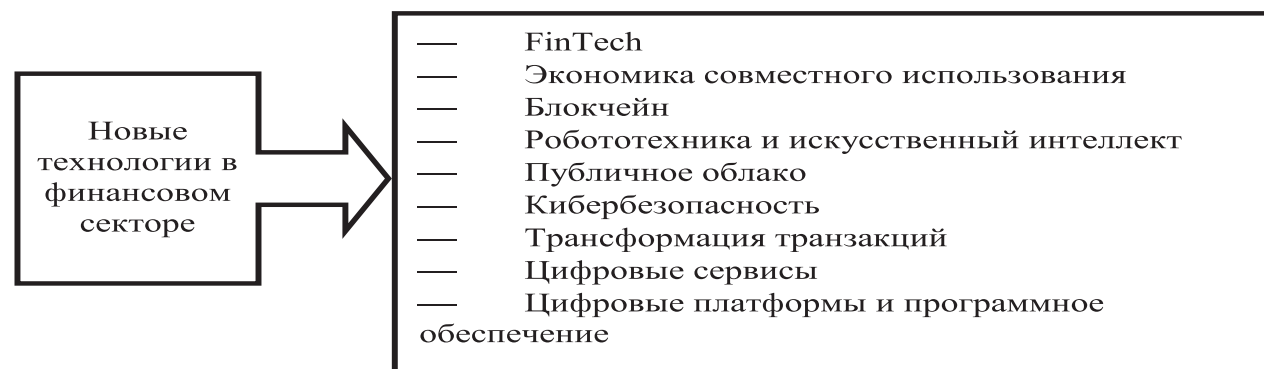 Новые
технологии в
финансовом
секторе
— FinTech
— Экономика совместного использования
— Блокчейн
— Робототехника и искусственный интеллект
— Публичное облако
— Кибербезопасность
— Трансформация транзакций
— Цифровые сервисы
— Цифровые платформы и программное
обеспечение